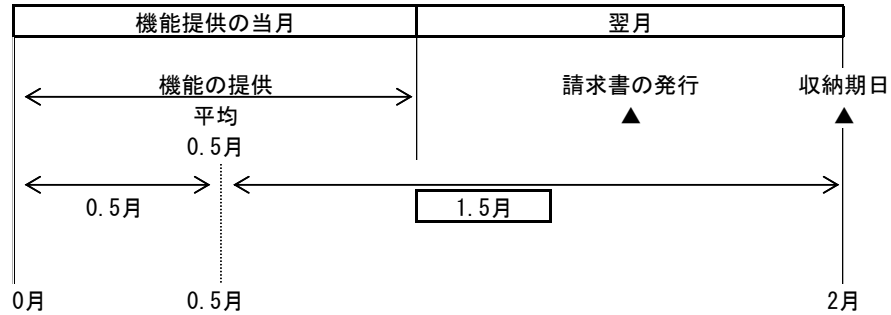 機能提供の当月 翌月
機能の提供 請求書の発行 収納期日
平均 ▲ ▲
0.5月
0.5月 1.5月
0月 0.5月 2月